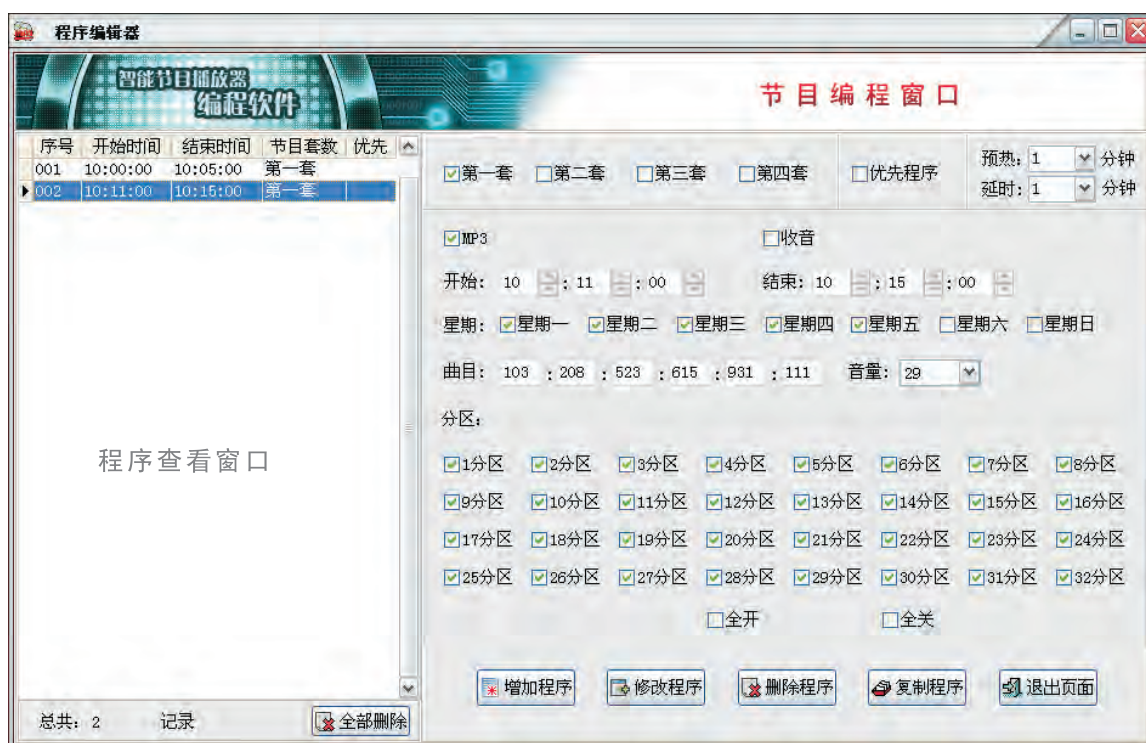 程序编辑器
智能节目播放器
编程软件
节目编程窗口
序号 开始时间 结束时间 节目套数 优先
001 10:00:00 10:05:00 第一套
002 10:11:00 10:15:00 第一套
程序查看窗口
总共: 2 记录 全部删除
第一套 第二套 第三套 第四套 优先程序
预热: 1 分钟
延时: 1 分钟
MP3 收音
开始: 10 : 11 : 00 结束: 10 : 15 : 00
星期: 星期一 星期二 星期三 星期四 星期五 星期六 星期日
曲目: 103 : 208 : 523 : 615 : 931 : 111 音量: 29
分区:
1分区 2分区 3分区 4分区 5分区 6分区 7分区 8分区
9分区 10分区 11分区 12分区 13分区 14分区 15分区 16分区
17分区 18分区 19分区 20分区 21分区 22分区 23分区 24分区
25分区 26分区 27分区 28分区 29分区 30分区 31分区 32分区
全开 全关
增加程序 修改程序 删除程序 复制程序 退出页面